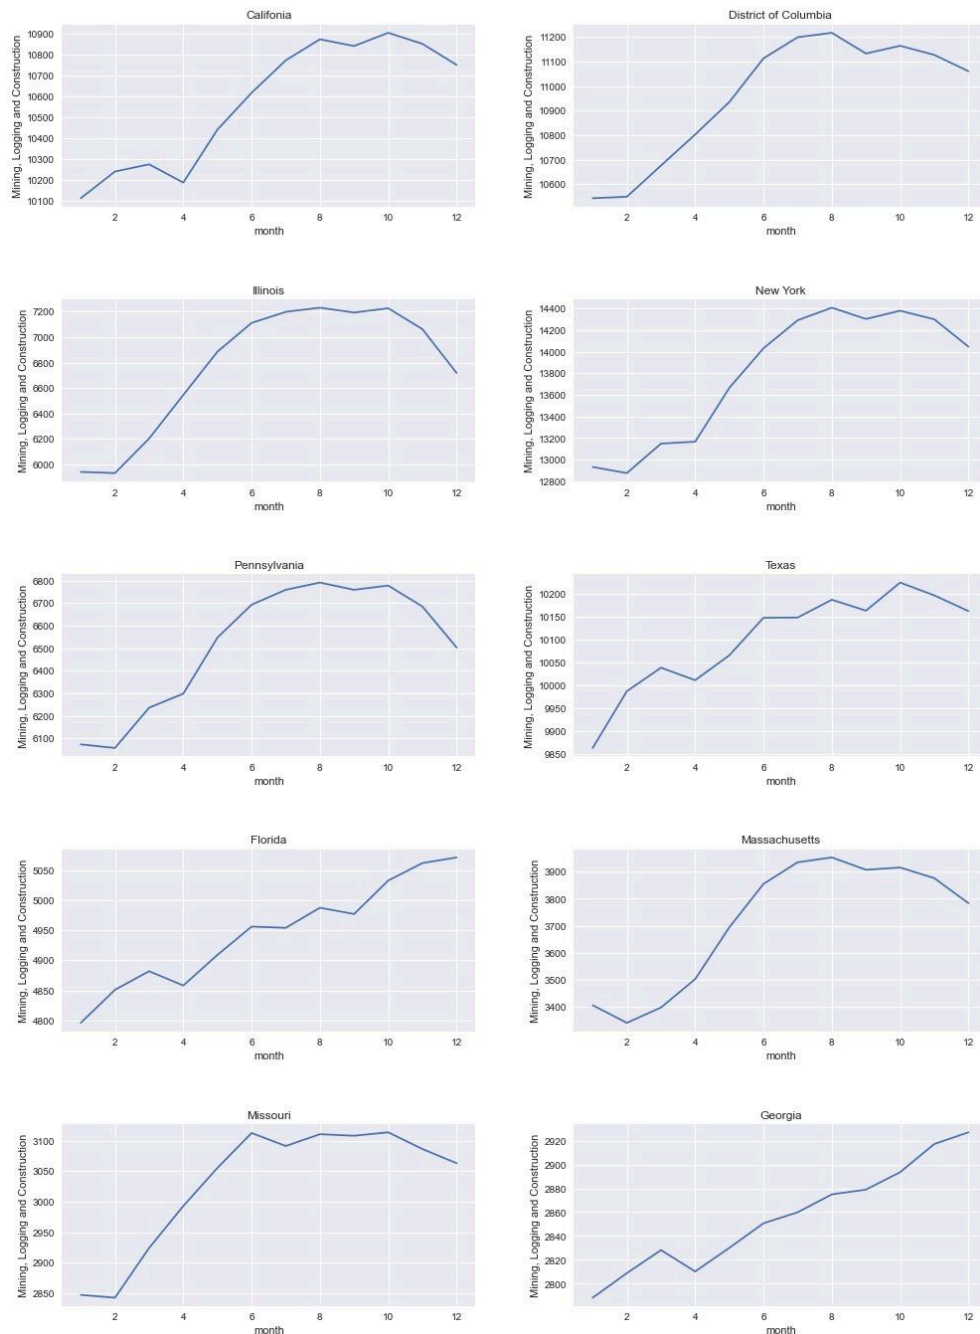 Califonia
Mining, Logging and Construction
10900
10800
10700
10600
10500
10400
10300
10200
10100
2 4 6 8 10 12
month
District of Columbia
Mining, Logging and Construction
11200
11100
11000
10900
10800
10700
10600
2 4 6 8 10 12
month
Illinois
Mining, Logging and Construction
7200
7000
6800
6600
6400
6200
6000
2 4 6 8 10 12
month
New York
Mining, Logging and Construction
14400
14200
14000
13800
13600
13400
13200
13000
12800
2 4 6 8 10 12
month
Pennsylvania
Mining, Logging and Construction
6800
6700
6600
6500
6400
6300
6200
6100
2 4 6 8 10 12
month
Texas
Mining, Logging and Construction
10200
10150
10100
10050
10000
9950
9900
9850
2 4 6 8 10 12
month
Florida
Mining, Logging and Construction
5050
5000
4950
4900
4850
4800
2 4 6 8 10 12
month
Massachusetts
Mining, Logging and Construction
3900
3800
3700
3600
3500
3400
2 4 6 8 10 12
month
Missouri
Mining, Logging and Construction
3100
3050
3000
2950
2900
2850
2 4 6 8 10 12
month
Georgia
Mining, Logging and Construction
2920
2900
2880
2860
2840
2820
2800
2 4 6 8 10 12
month